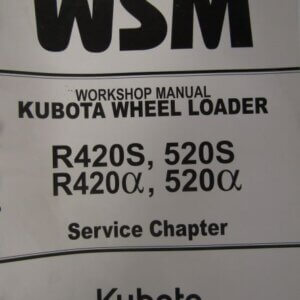 WSM
WORKSHOP MANUAL
KUBOTA WHEEL LOADER
R420S, 520S
R420α, 520α
Service Chapter
Kubota